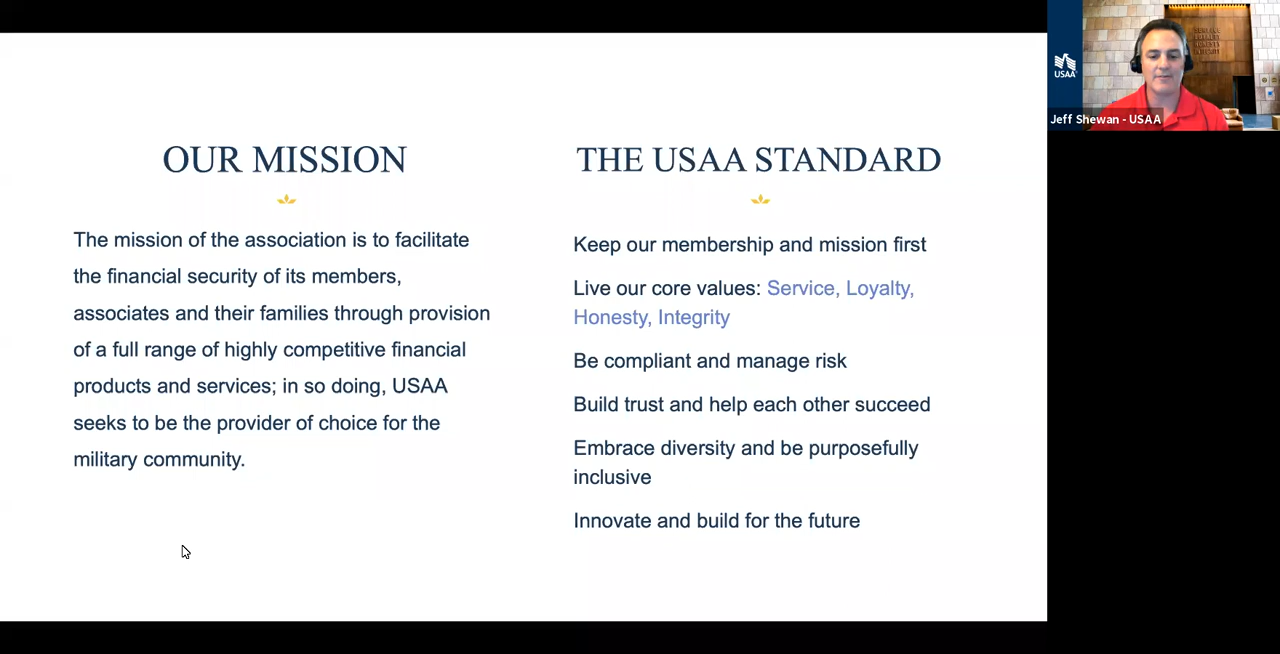 OUR MISSION
The mission of the association is to facilitate
the financial security of its members,
associates and their families through provision
of a full range of highly competitive financial
products and services; in so doing, USAA
seeks to be the provider of choice for the
military community.
THE USAA STANDARD
Keep our membership and mission first
Live our core values: Service, Loyalty,
Honesty, Integrity
Be compliant and manage risk
Build trust and help each other succeed
Embrace diversity and be purposefully
inclusive
Innovate and build for the future
USAA
Jeff Shewan - USAA